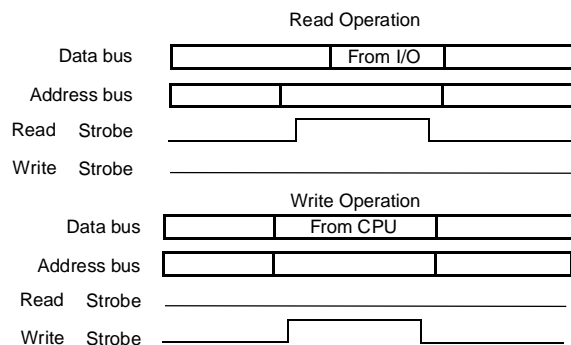 Read Operation
Data bus From I/O
Address bus
Read Strobe
Write Strobe
Write Operation
Data bus From CPU
Address bus
Read Strobe
Write Strobe